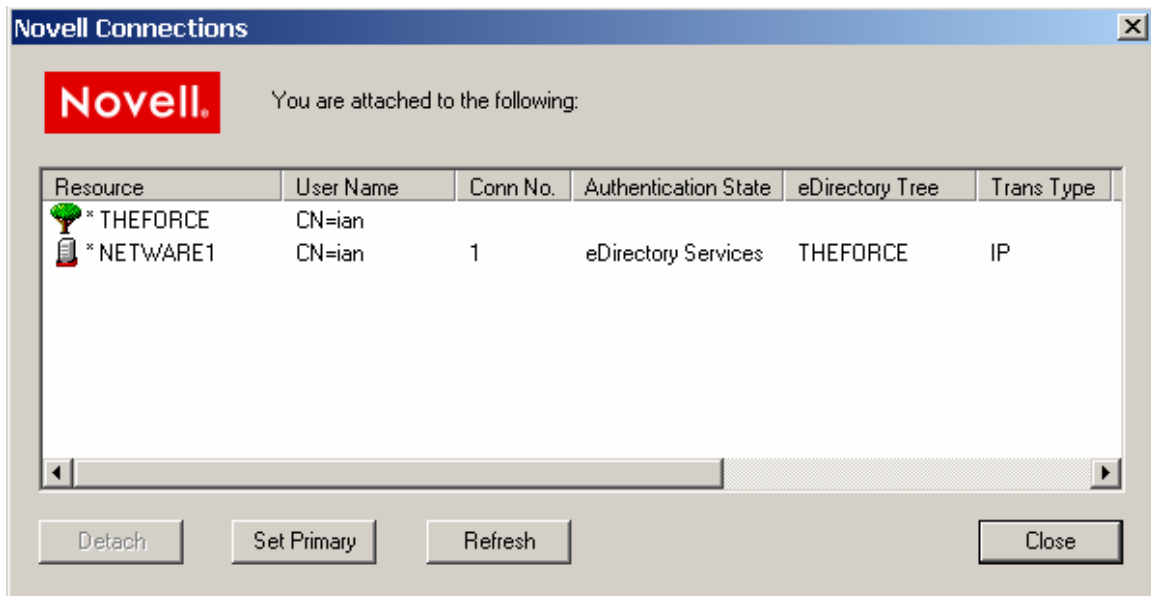 Novell Connections
Novell®
You are attached to the following:
Resource User Name Conn No. Authentication State eDirectory Tree Trans Type
* THEFORCE CN=ian
* NETWARE1 CN=ian 1 eDirectory Services THEFORCE IP
Detach Set Primary Refresh Close